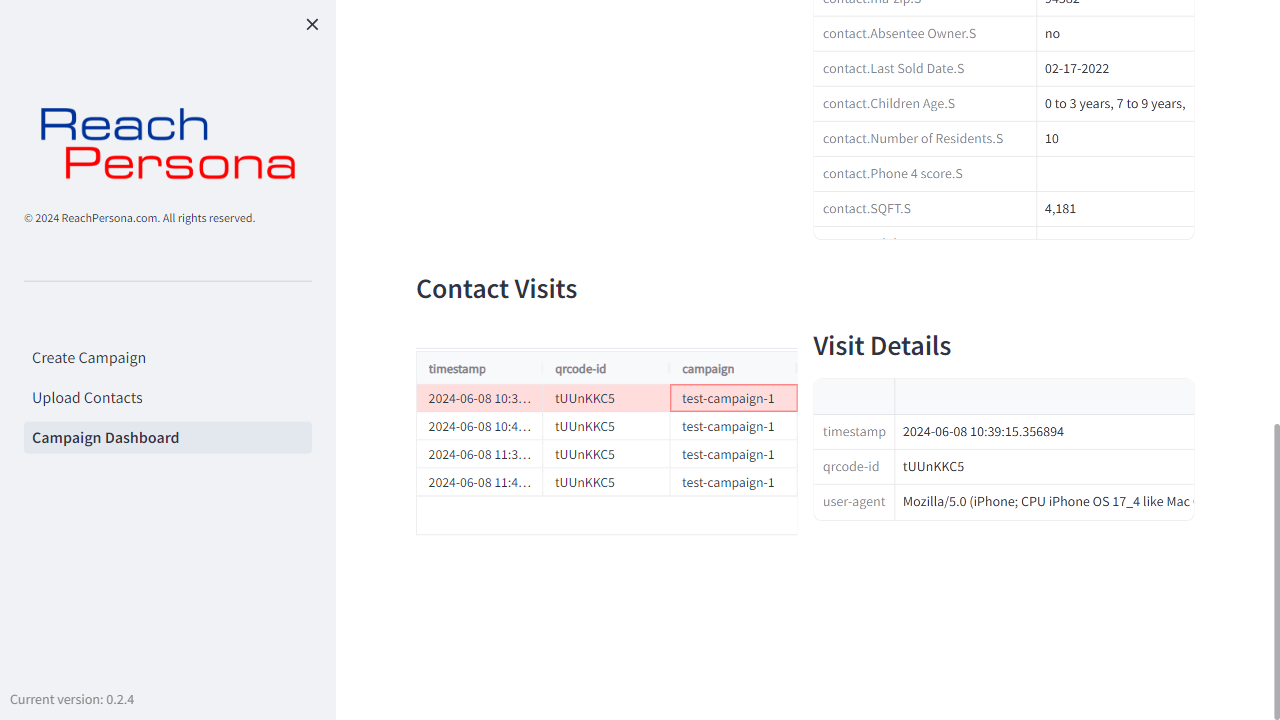 Reach
Persona
© 2024 ReachPersona.com. All rights reserved.
Create Campaign
Upload Contacts
Campaign Dashboard
Current version: 0.2.4
contact.Absentee Owner.S no
contact.Last Sold Date.S 02-17-2022
contact.Children Age.S 0 to 3 years, 7 to 9 years,
contact.Number of Residents.S 10
contact.Phone 4 score.S
contact.SQFT.S 4,181
Contact Visits
timestamp qrcode-id campaign
2024-06-08 10:3... tUUnKKC5 test-campaign-1
2024-06-08 10:4... tUUnKKC5 test-campaign-1
2024-06-08 11:3... tUUnKKC5 test-campaign-1
2024-06-08 11:4... tUUnKKC5 test-campaign-1
Visit Details
timestamp 2024-06-08 10:39:15.356894
qrcode-id tUUnKKC5
user-agent Mozilla/5.0 (iPhone; CPU iPhone OS 17_4 like Mac